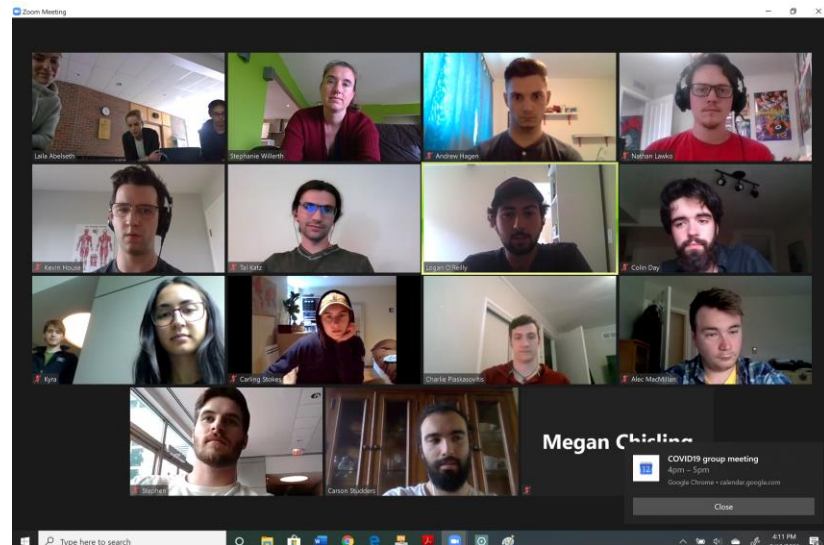 Zoom Meeting
Laila Abelseth
Stephanie Willerth
Andrew Hagen
Nathan Lawko
Kevin House
Tal Katz
Logan O'Reilly
Colin Day
Kyra
Carling Stokes
Charlie Plaskasovitis
Alec MacMillan
Stephen
Carson Studders
Megan Chisling
COVID19 group meeting
4pm – 5pm
Google Chrome • calendar.google.com
Close
Type here to search
4:11 PM